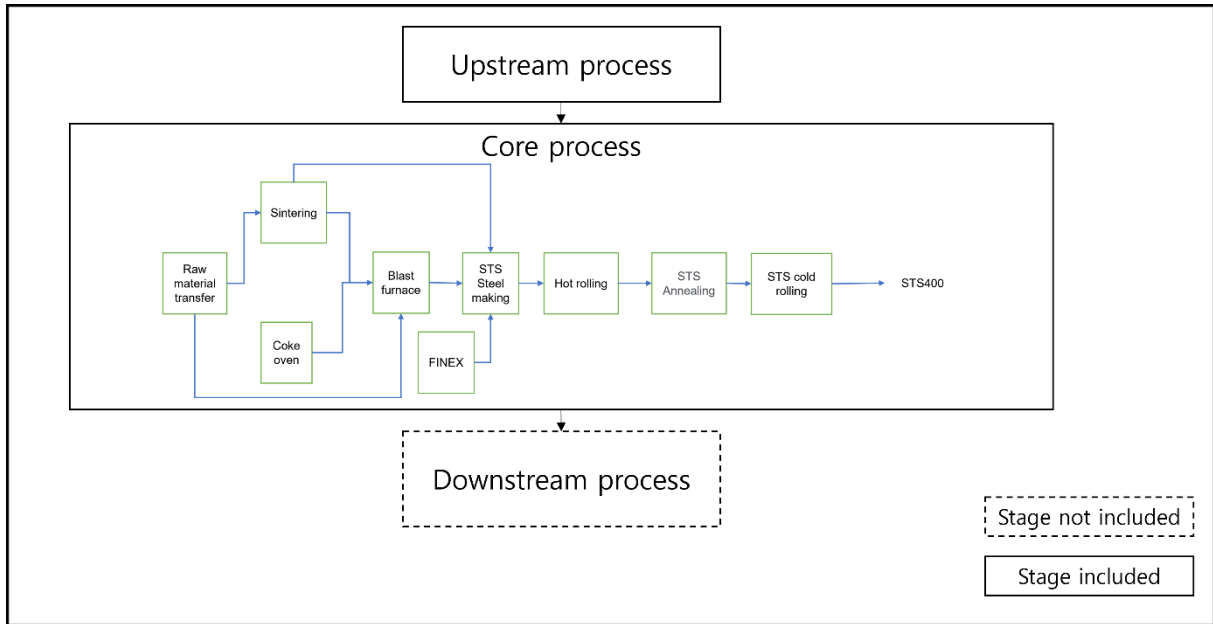 Upstream process
Core process
Sintering
Raw
material
transfer
Blast
furnace
STS
Steel
making
Hot rolling
STS
Annealing
STS cold
rolling
STS400
Coke
oven
FINEX
Downstream process
Stage not included
Stage included